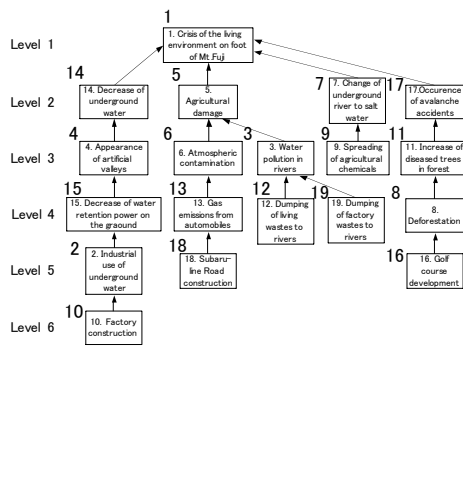 1
Level 1
1. Crisis of the living
environment on foot
of Mt.Fuji
14
5
7
17
Level 2
14. Decrease of
underground
water
5.
Agricultural
damage
7. Change of
underground
river to salt
water
17.Occurence
of avalanche
accidents
4
6
3
9
11
Level 3
4. Appearance
of artificial
valleys
6. Atmospheric
contamination
3. Water
pollution in
rivers
9. Spreading
of agricultural
chemicals
11. Increase of
diseased trees
in forest
15
13
12
19
8
Level 4
15. Decrease of water
retention power on
the graound
13. Gas
emissions from
automobiles
12. Dumping
of living
wastes to
rivers
19. Dumping
of factory
wastes to
rivers
8.
Deforestation
2
18
16
Level 5
2. Industrial
use of
underground
water
18. Subaru-
line Road
construction
16. Golf
course
development
10
Level 6
10. Factory
construction